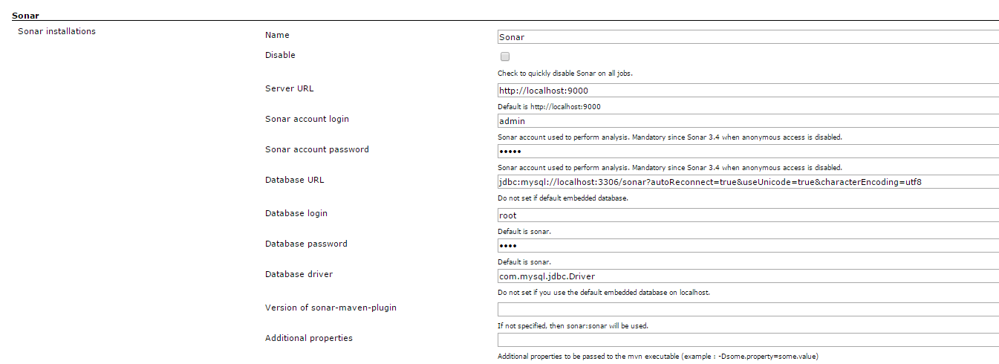 Sonar
Sonar installations
Name
Sonar
Disable
Check to quickly disable Sonar on all jobs.
Server URL
http://localhost:9000
Default is http://localhost:9000
Sonar account login
admin
Sonar account used to perform analysis. Mandatory since Sonar 3.4 when anonymous access is disabled.
Sonar account password
•••••
Sonar account used to perform analysis. Mandatory since Sonar 3.4 when anonymous access is disabled.
Database URL
jdbc:mysql://localhost:3306/sonar?autoReconnect=true&useUnicode=true&characterEncoding=utf8
Do not set if default embedded database.
Database login
root
Default is sonar.
Database password
••••
Default is sonar.
Database driver
com.mysql.jdbc.Driver
Do not set if you use the default embedded database on localhost.
Version of sonar-maven-plugin
If not specified, then sonar:sonar will be used.
Additional properties
Additional properties to be passed to the mvn executable (example : -Dsome.property=some.value)